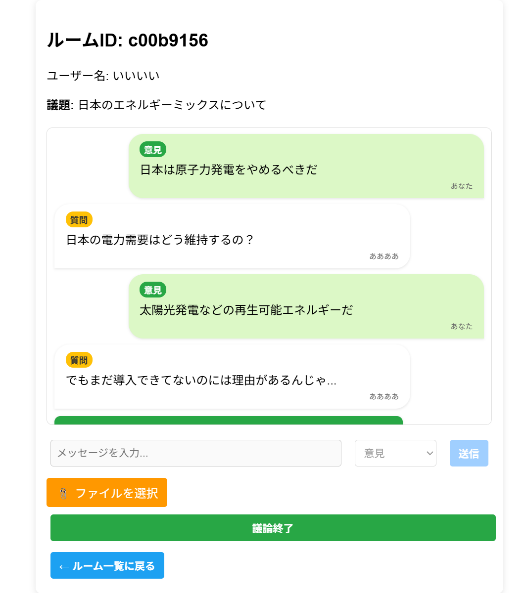 ルームID: c00b9156
ユーザー名: いいいい
議題: 日本のエネルギーミックスについて
意見
日本は原子力発電をやめるべきだ
あなた
質問
日本の電力需要はどう維持するの？
ああああ
意見
太陽光発電などの再生可能エネルギーだ
あなた
質問
でもまだ導入できてないのには理由があるんじゃ...
ああああ
メッセージを入力... 意見 送信
ファイルを選択
議論終了
← ルーム一覧に戻る